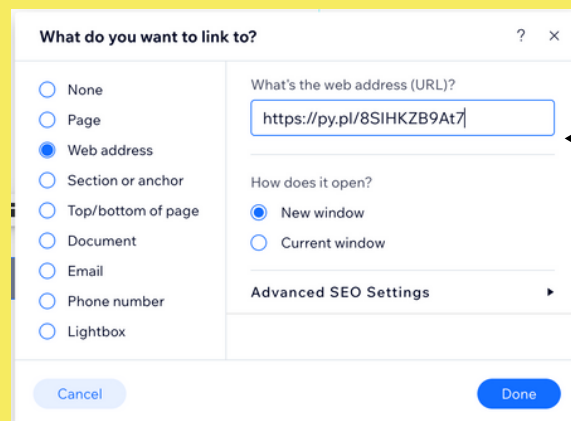 What do you want to link to? ? ×
None
Page
Web address
Section or anchor
Top/bottom of page
Document
Email
Phone number
Lightbox
What's the web address (URL)?
https://py.pl/8SIHKZB9At7
How does it open?
New window
Current window
Advanced SEO Settings
Cancel
Done